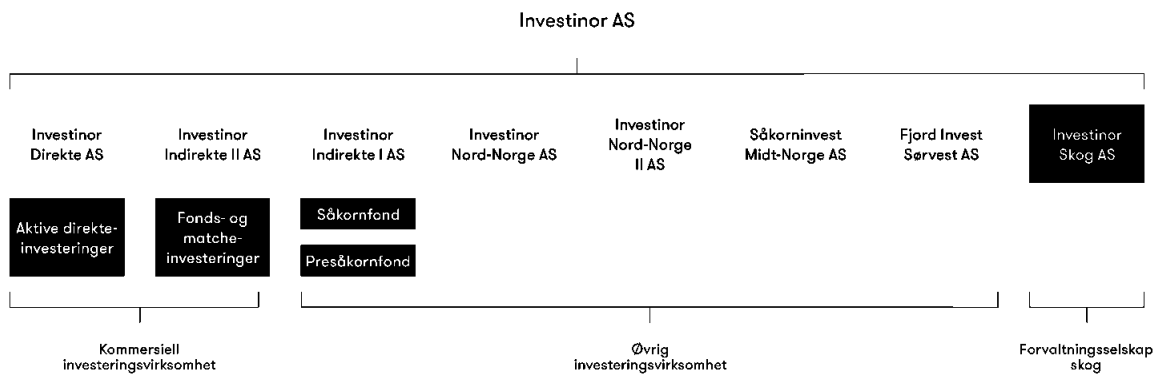 Investinor AS
Investinor
Direkte AS
Investinor
Indirekte II AS
Investinor
Indirekte I AS
Investinor
Nord-Norge AS
Investinor
Nord-Norge
II AS
Såkorninvest
Midt-Norge AS
Fjord Invest
Sørvest AS
Investinor
Skog AS
Aktive direkte-
investeringer
Fonds- og
matche-
investeringer
Såkornfond
Presåkornfond
Kommersiell
investeringsvirksomhet
Øvrig
investeringsvirksomhet
Forvaltningsselskap
skog